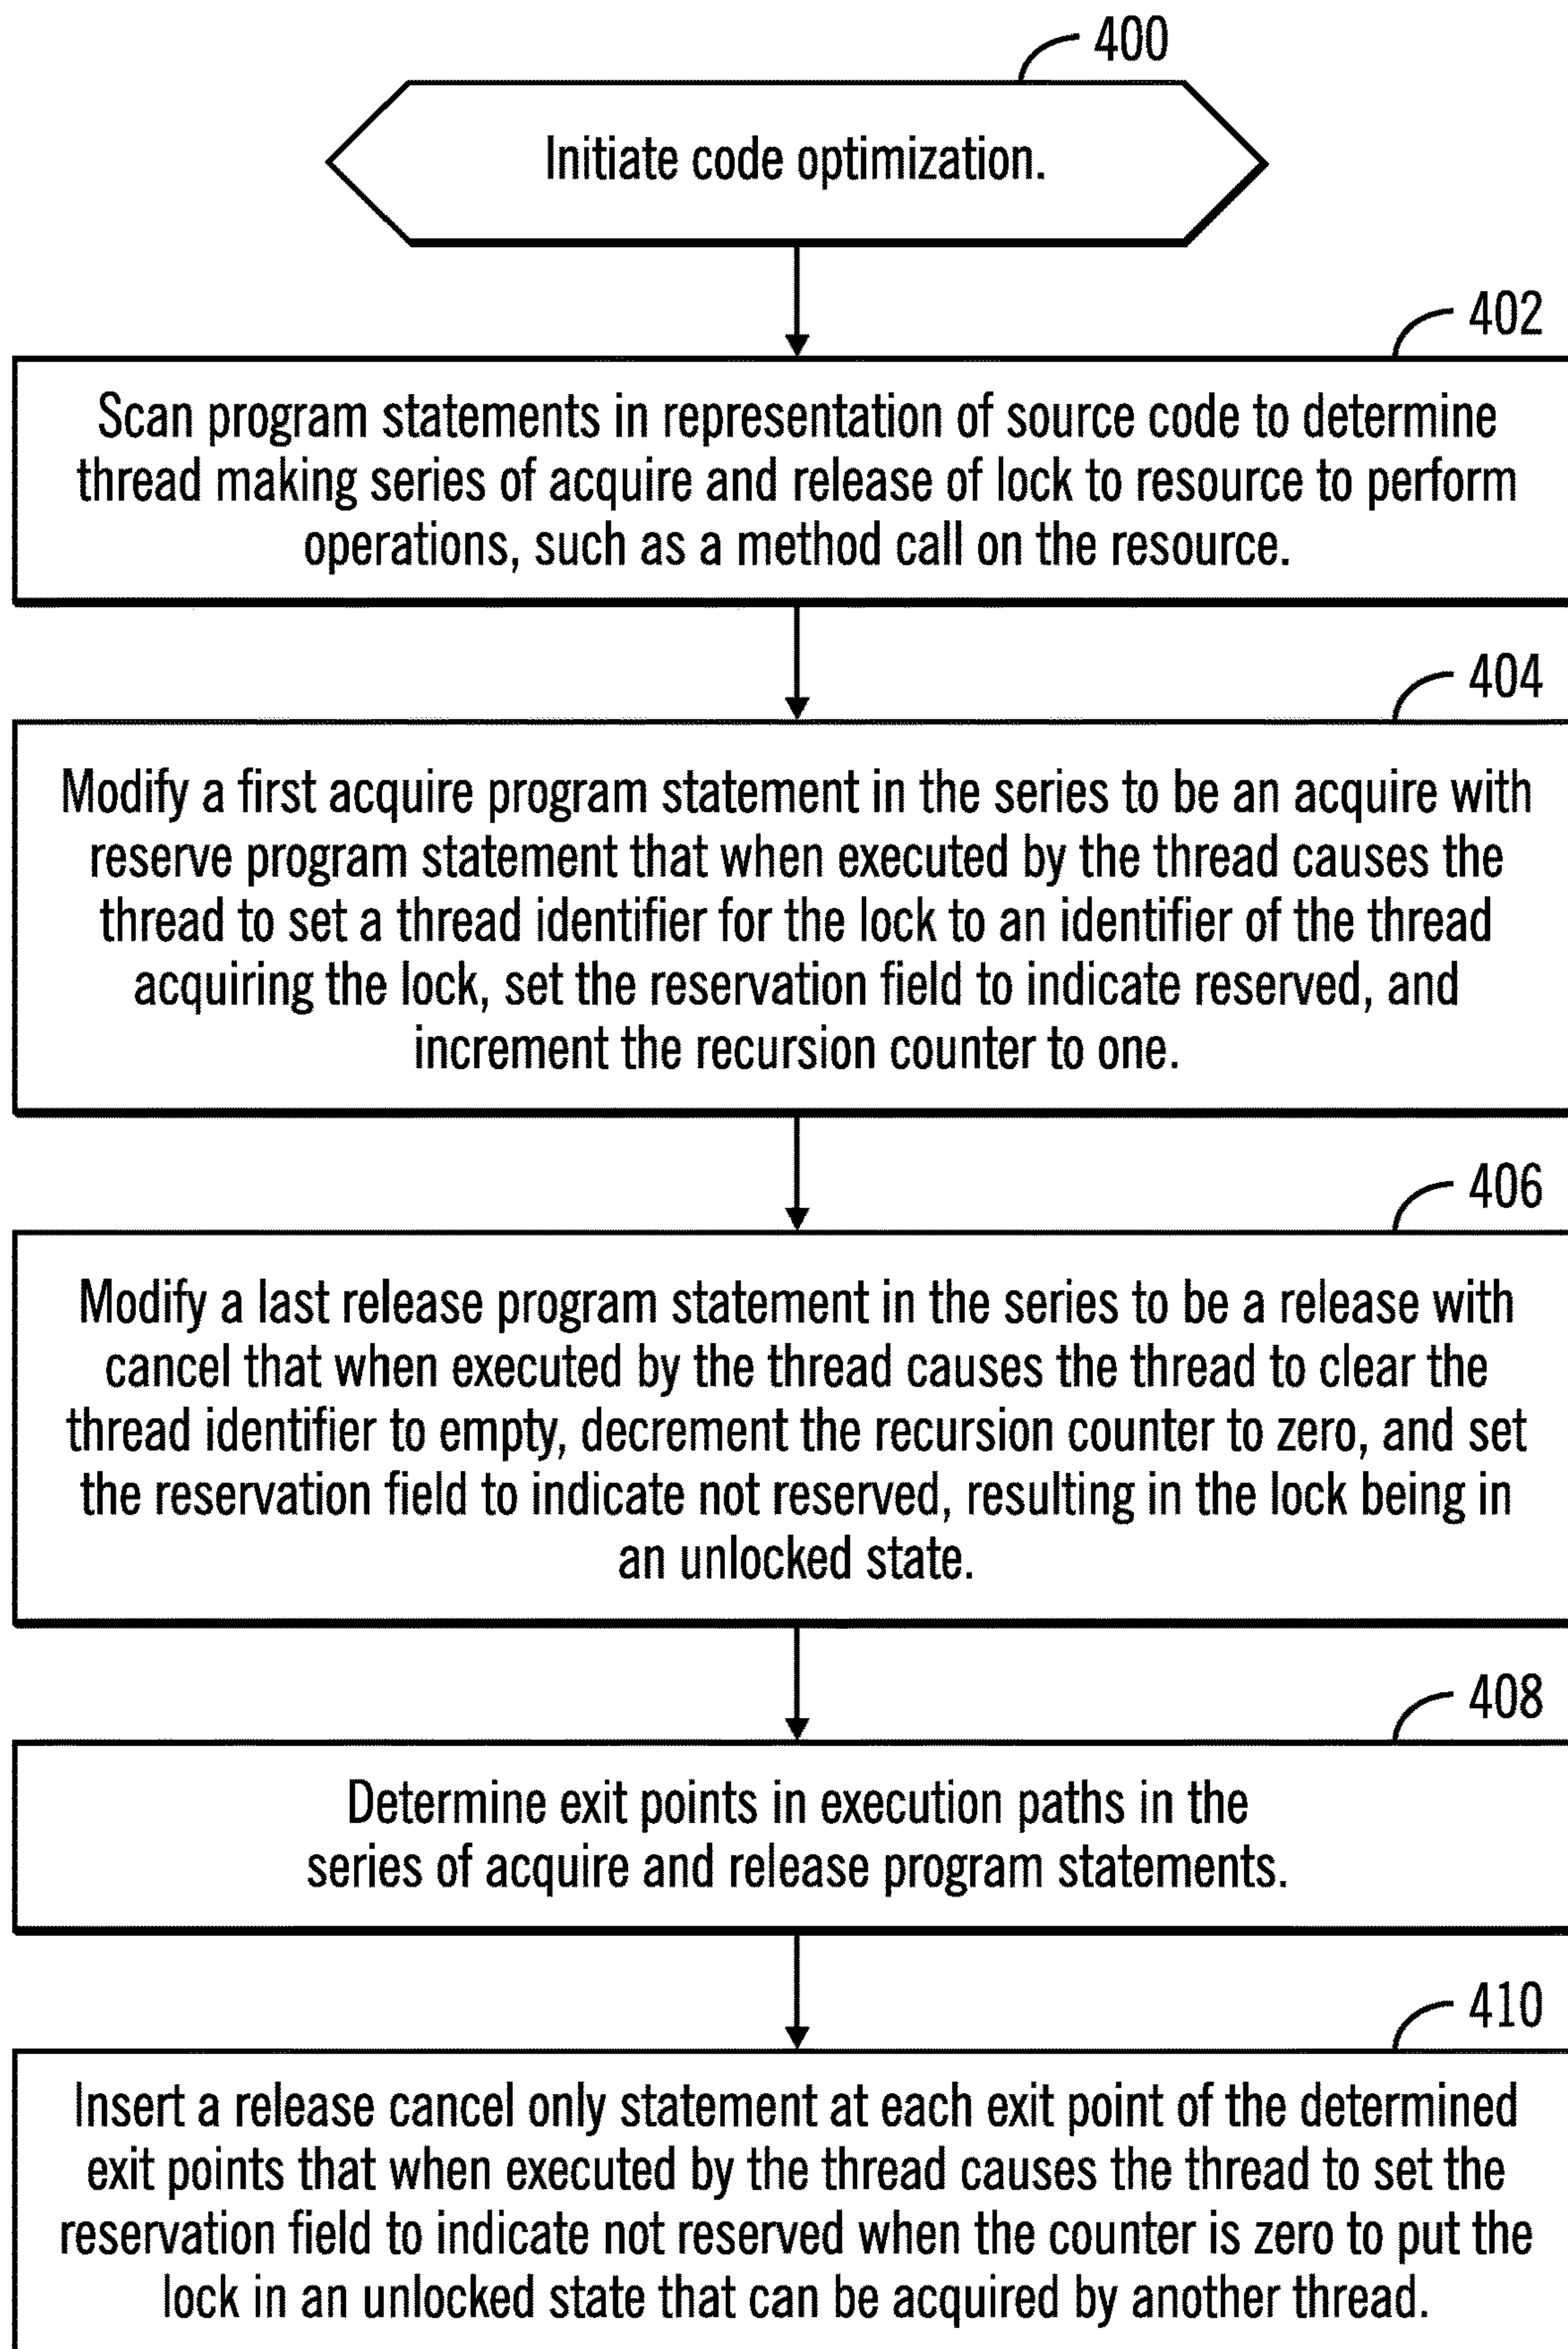 400
Initiate code optimization.
402
Scan program statements in representation of source code to determine
thread making series of acquire and release of lock to resource to perform
operations, such as a method call on the resource.
404
Modify a first acquire program statement in the series to be an acquire with
reserve program statement that when executed by the thread causes the
thread to set a thread identifier for the lock to an identifier of the thread
acquiring the lock, set the reservation field to indicate reserved, and
increment the recursion counter to one.
406
Modify a last release program statement in the series to be a release with
cancel that when executed by the thread causes the thread to clear the
thread identifier to empty, decrement the recursion counter to zero, and set
the reservation field to indicate not reserved, resulting in the lock being in
an unlocked state.
408
Determine exit points in execution paths in the
series of acquire and release program statements.
410
Insert a release cancel only statement at each exit point of the determined
exit points that when executed by the thread causes the thread to set the
reservation field to indicate not reserved when the counter is zero to put the
lock in an unlocked state that can be acquired by another thread.